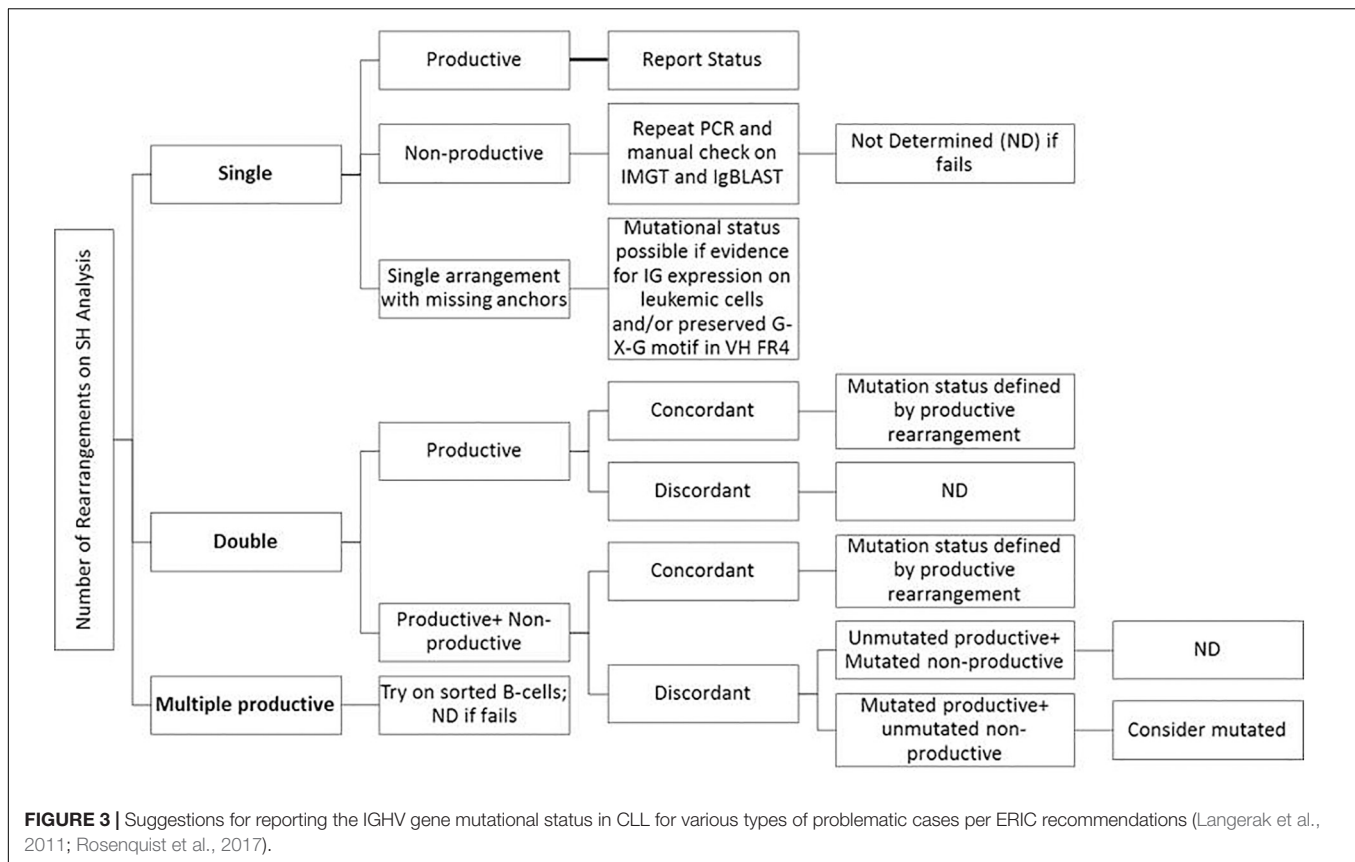 Number of Rearrangements on SH Analysis
Single
Productive
Report Status
Non-productive
Repeat PCR and
manual check on
IMGT and IgBLAST
Not Determined (ND) if
fails
Single arrangement
with missing anchors
Mutational status
possible if evidence
for IG expression on
leukemic cells
and/or preserved G-
X-G motif in VH FR4
Double
Productive
Concordant
Mutation status defined
by productive
rearrangement
Discordant
ND
Productive+ Non-
productive
Concordant
Mutation status defined
by productive
rearrangement
Discordant
Unmutated productive+
Mutated non-productive
ND
Mutated productive+
unmutated non-
productive
Consider mutated
Multiple productive
Try on sorted B-cells;
ND if fails
FIGURE 3 | Suggestions for reporting the IGHV gene mutational status in CLL for various types of problematic cases per ERIC recommendations (Langerak et al.,
2011; Rosenquist et al., 2017).